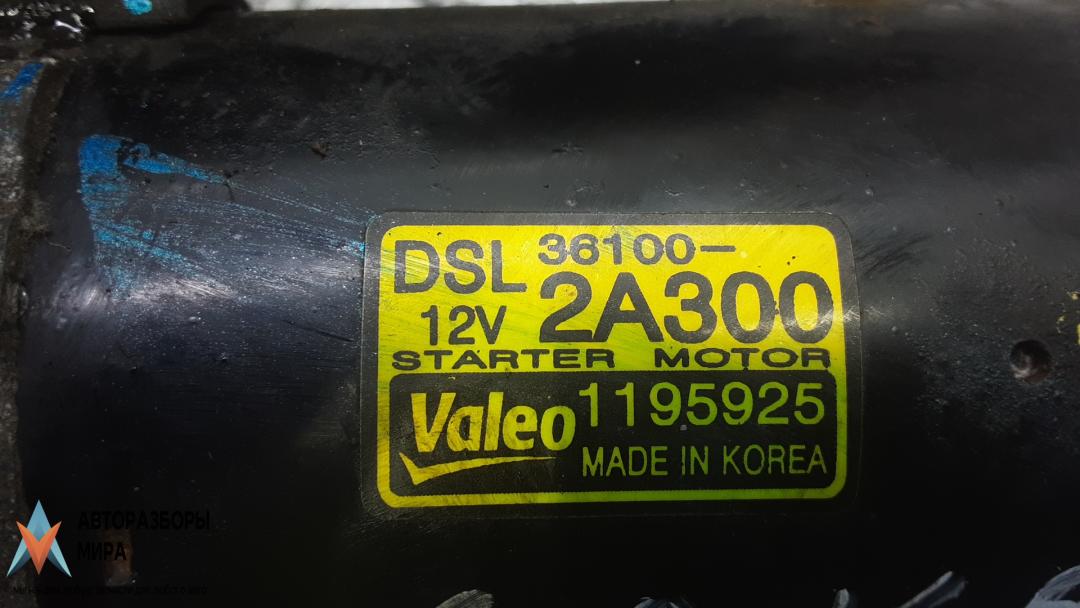 DSL 36100-
12V 2A300
STARTER MOTOR
Valeo 1195925
MADE IN KOREA
АВТОРАЗБОРЫ
МИРА